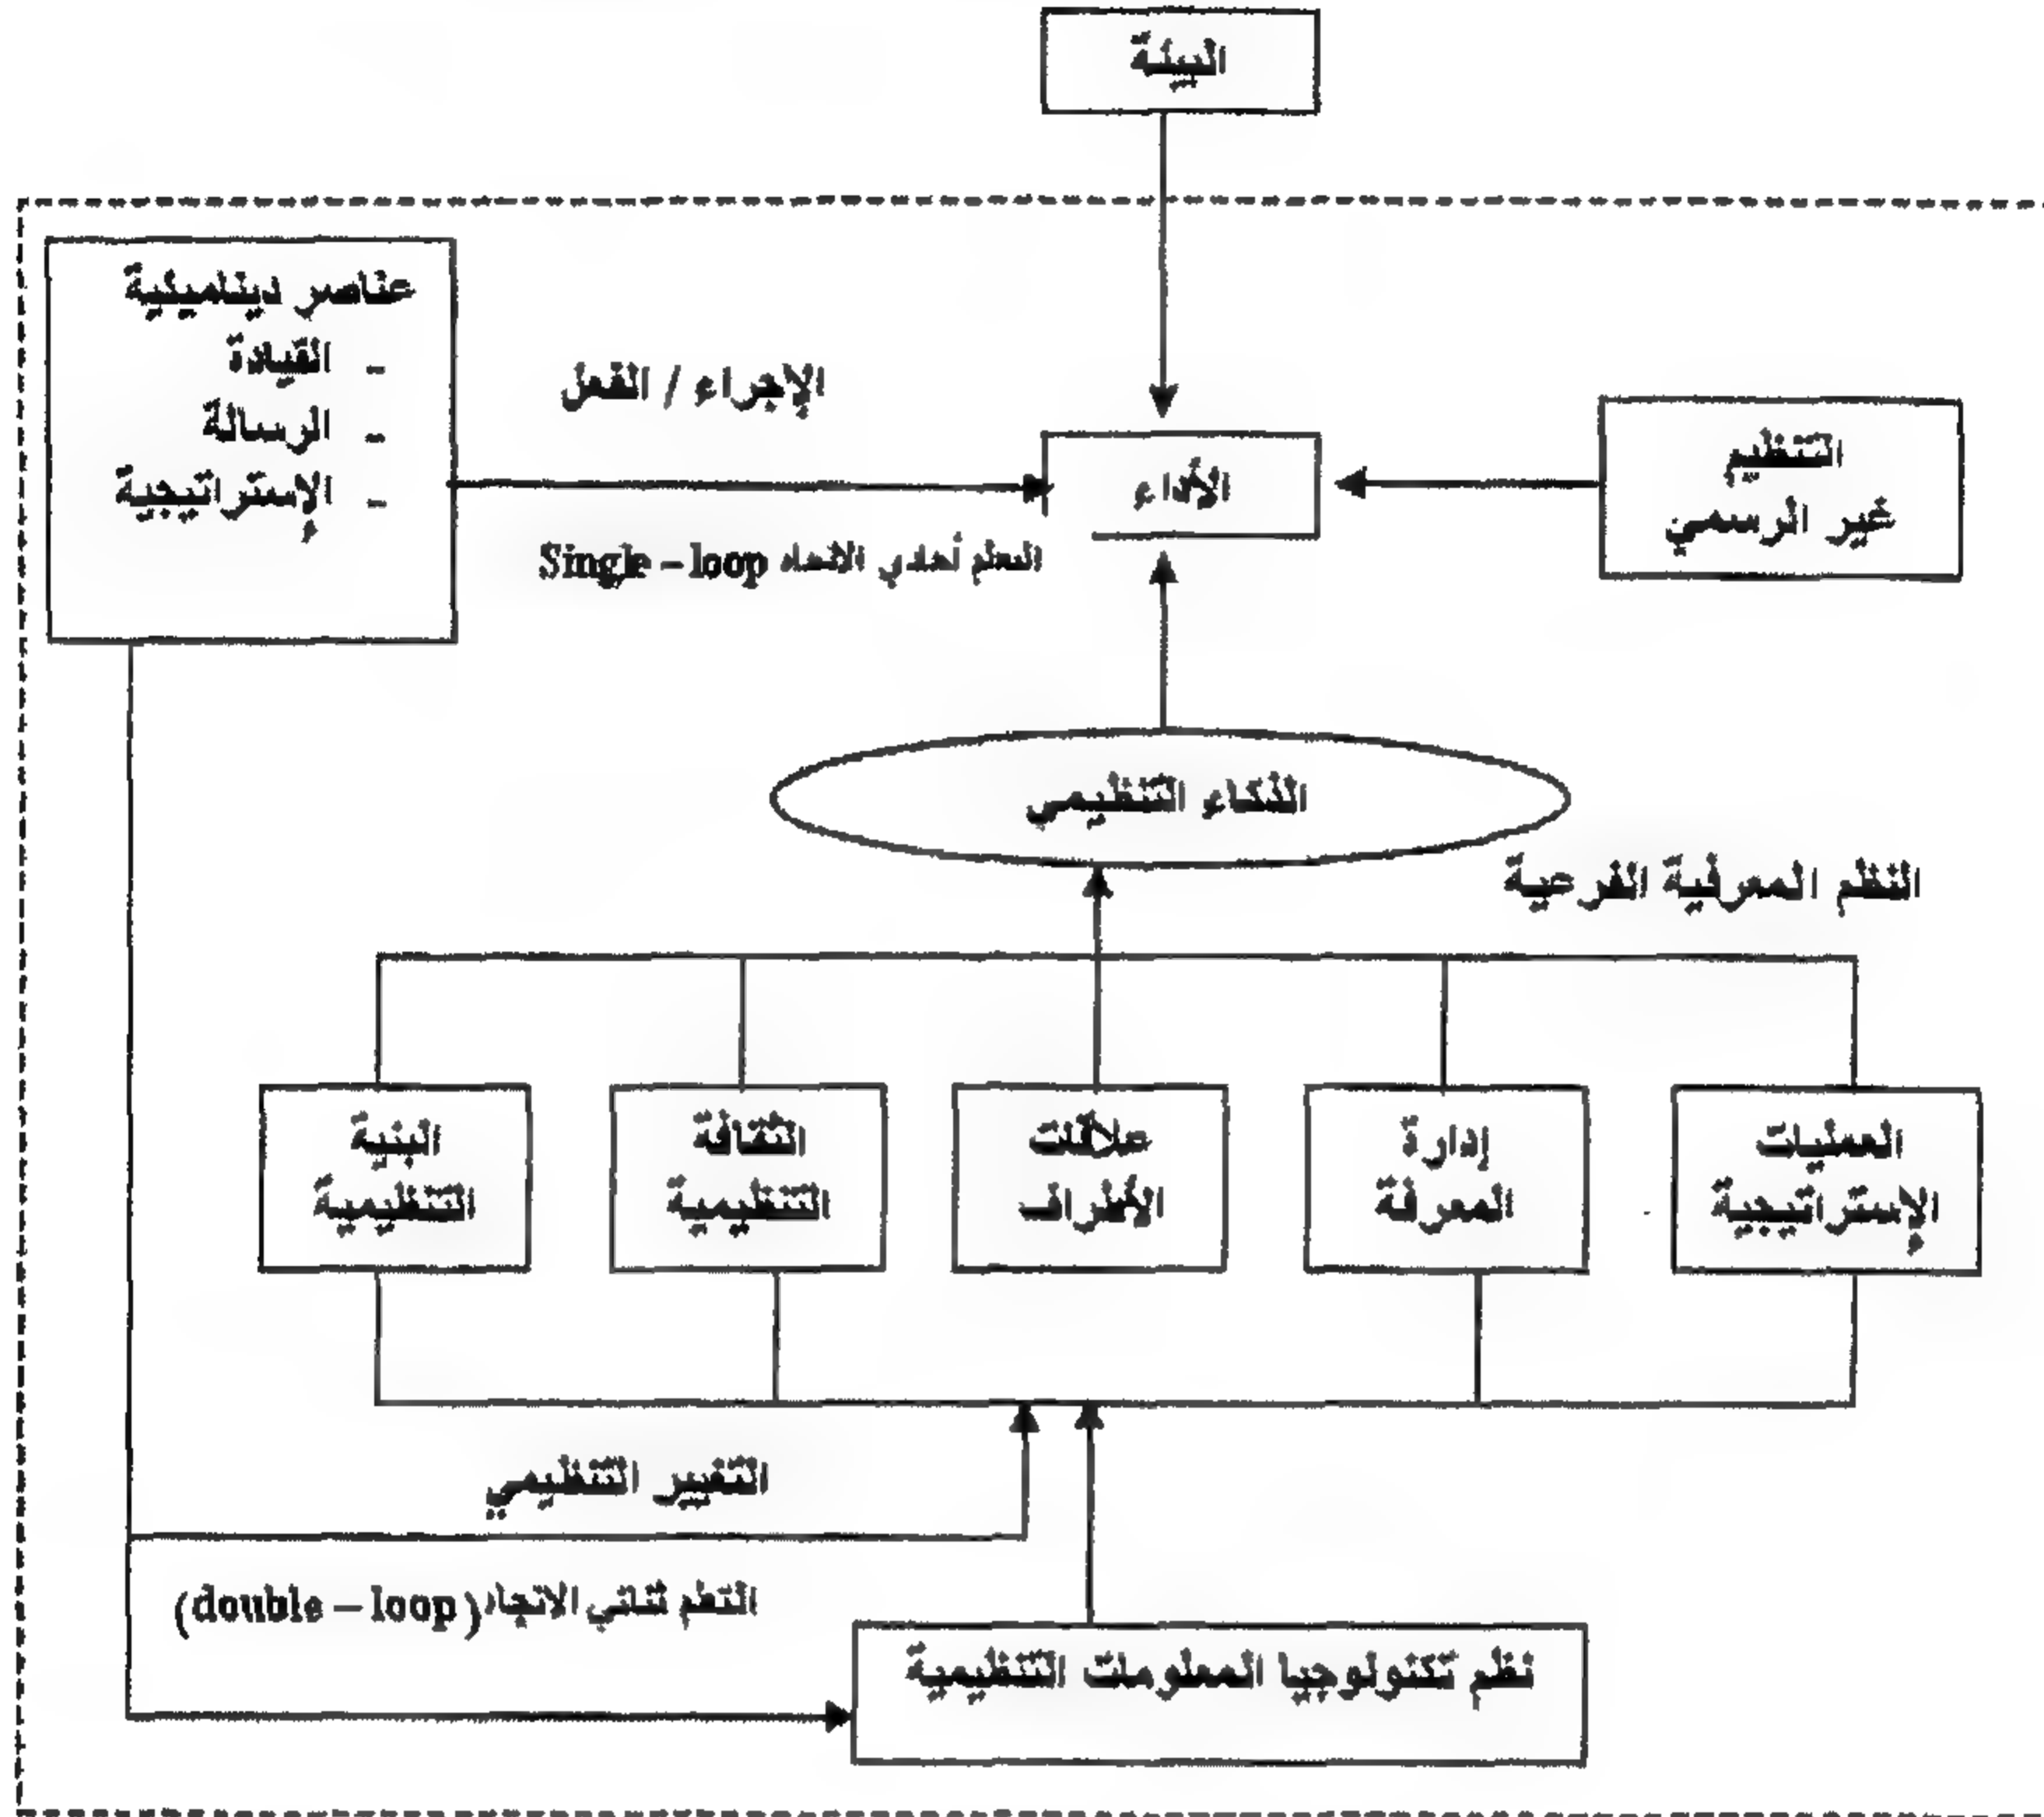 البيئة
عناصر ديناميكية
- القيادة
- الرسالة
- الإستراتيجية
الإجراء / الفعل
التعلم أحادي الاتجاه Single – loop
الأداء
التنظيم
غير الرسمي
الذكاء التنظيمي
النظم المعرفية الفرعية
العمليات
الإستراتيجية
إدارة
المعرفة
علاقات
الأطراف
الثقافة
التنظيمية
البنية
التنظيمية
التغيير التنظيمي
التعلم ثنائي الاتجاه (double – loop)
نظم تكنولوجيا المعلومات التنظيمية